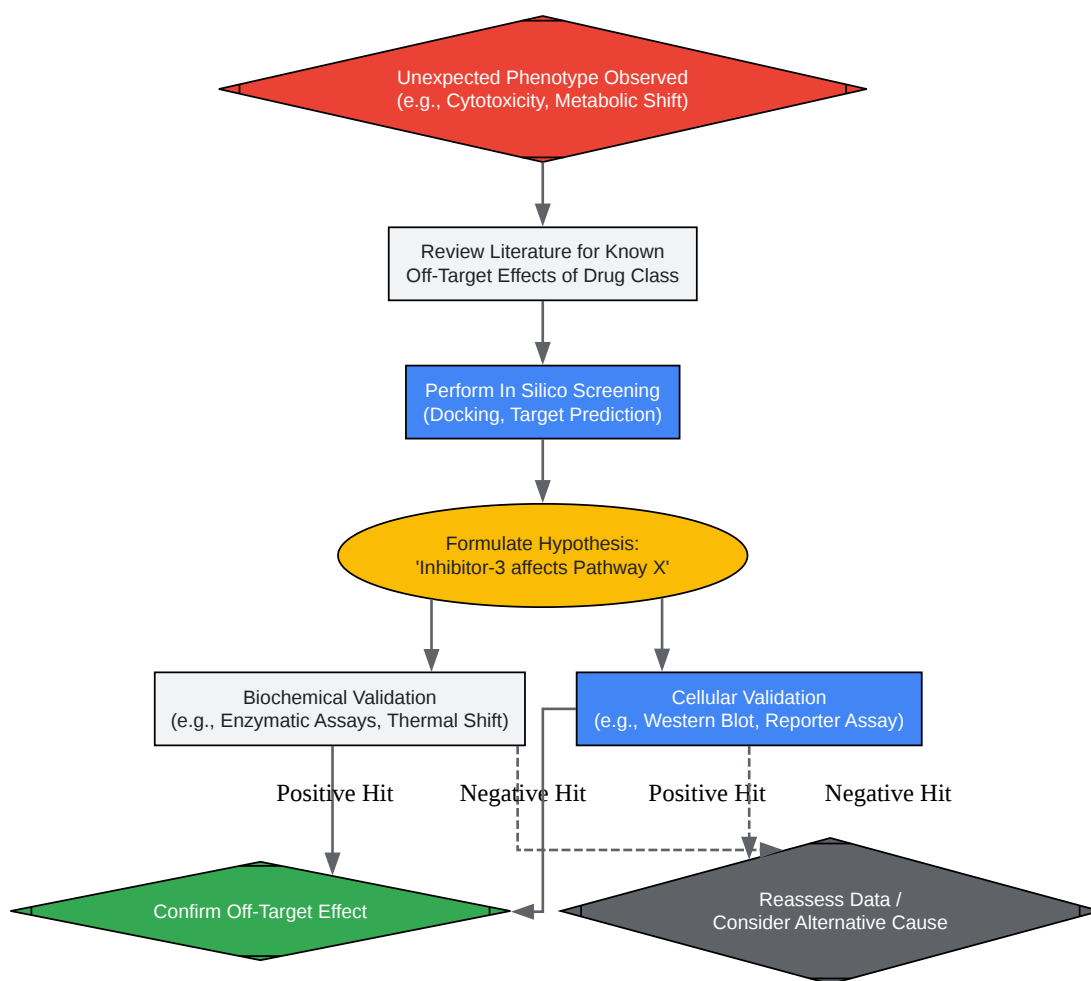 Unexpected Phenotype Observed
(e.g., Cytotoxicity, Metabolic Shift)
Review Literature for Known
Off-Target Effects of Drug Class
Perform In Silico Screening
(Docking, Target Prediction)
Formulate Hypothesis:
'Inhibitor-3 affects Pathway X'
Biochemical Validation
(e.g., Enzymatic Assays, Thermal Shift)
Cellular Validation
(e.g., Western Blot, Reporter Assay)
Positive Hit
Negative Hit
Positive Hit
Negative Hit
Confirm Off-Target Effect
Reassess Data /
Consider Alternative Cause